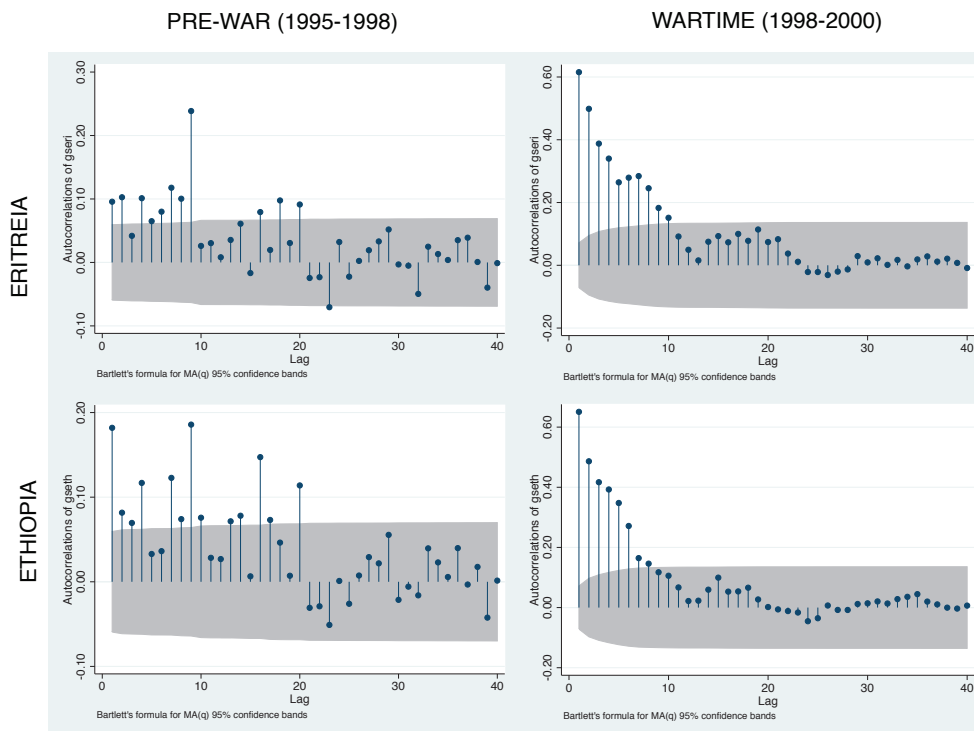 PRE-WAR (1995-1998)
WARTIME (1998-2000)
ERITREIA
Autocorrelations of gseri
0.30
0.20
0.10
0.00
-0.10
0
10
20
30
40
Lag
Bartlett's formula for MA(q) 95% confidence bands
Autocorrelations of gseri
0.60
0.40
0.20
0.00
-0.20
0
10
20
30
40
Lag
Bartlett's formula for MA(q) 95% confidence bands
ETHIOPIA
Autocorrelations of gseth
0.20
0.10
0.00
-0.10
0
10
20
30
40
Lag
Bartlett's formula for MA(q) 95% confidence bands
Autocorrelations of gseth
0.60
0.40
0.20
0.00
-0.20
0
10
20
30
40
Lag
Bartlett's formula for MA(q) 95% confidence bands